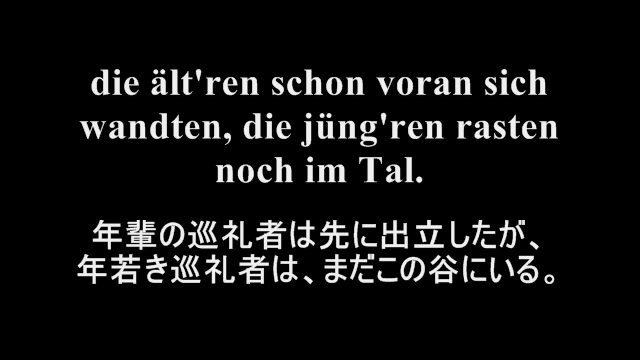 die ält'ren schon voran sich
wandten, die jüng'ren rasten
noch im Tal.
年輩の巡礼者は先に出立したが、
年若き巡礼者は、まだこの谷にいる。